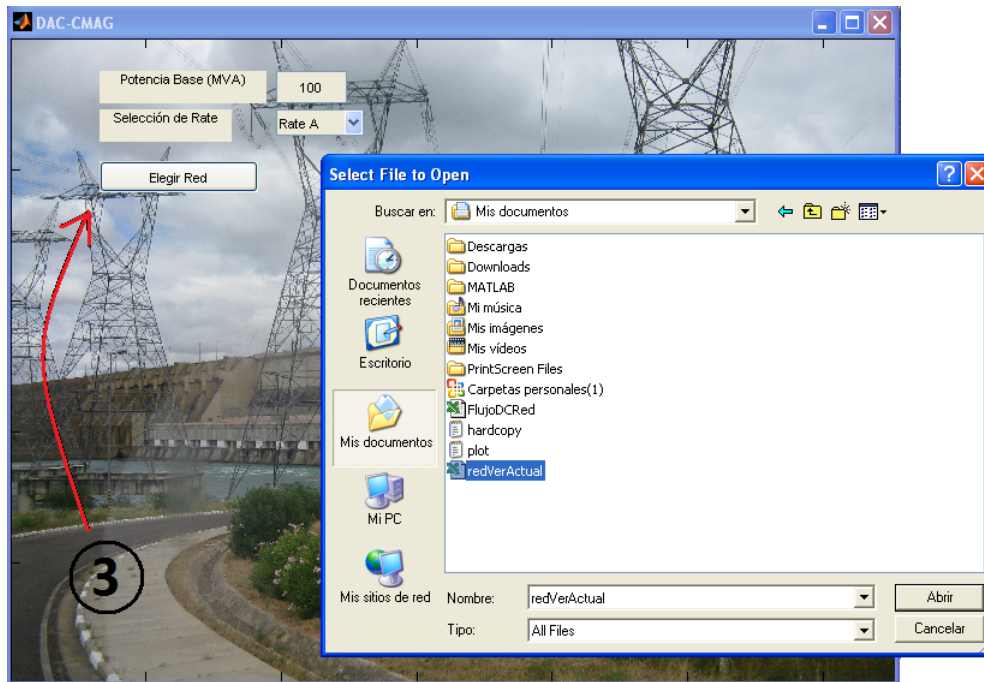 DAC-CMAG
Potencia Base (MVA)
100
Selección de Rate
Rate A
Elegir Red
Select File to Open
Buscar en:
Mis documentos
Documentos
recientes
Escritorio
Mis documentos
Mi PC
Mis sitios de red
Descargas
Downloads
MATLAB
Mi música
Mis imágenes
Mis vídeos
PrintScreen Files
Carpetas personales(1)
FlujoDCRed
hardcopy
plot
redVerActual
Nombre:
redVerActual
Abrir
Tipo:
All Files
Cancelar
3